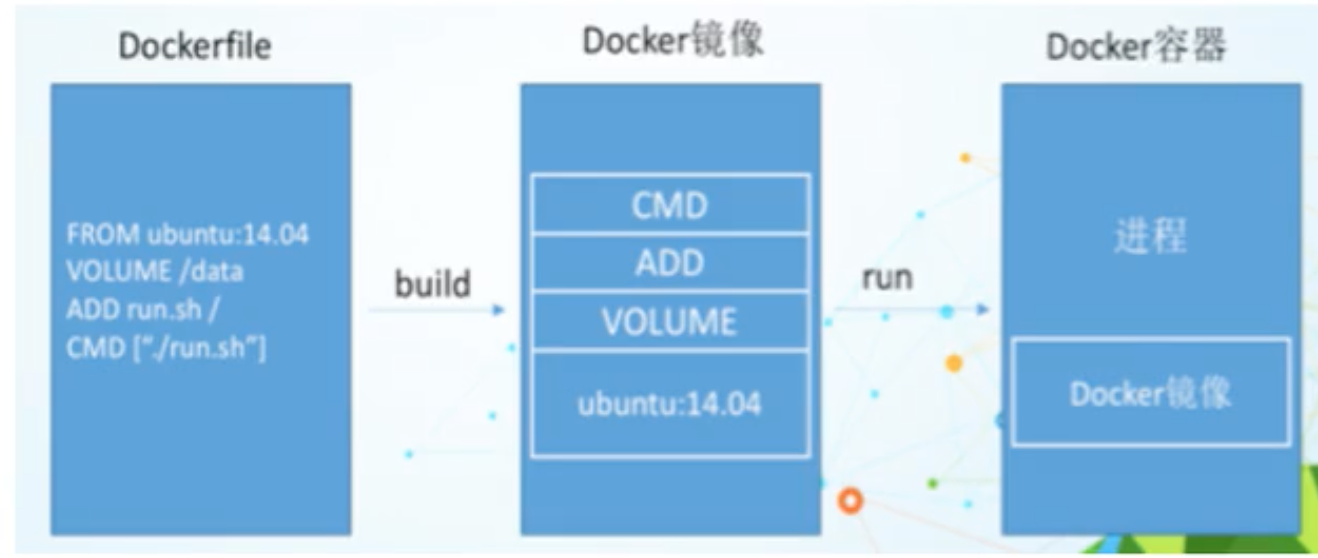 Dockerfile
FROM ubuntu:14.04
VOLUME /data
ADD run.sh /
CMD [“./run.sh”]
build
Docker镜像
CMD
ADD
VOLUME
ubuntu:14.04
run
Docker容器
进程
Docker镜像